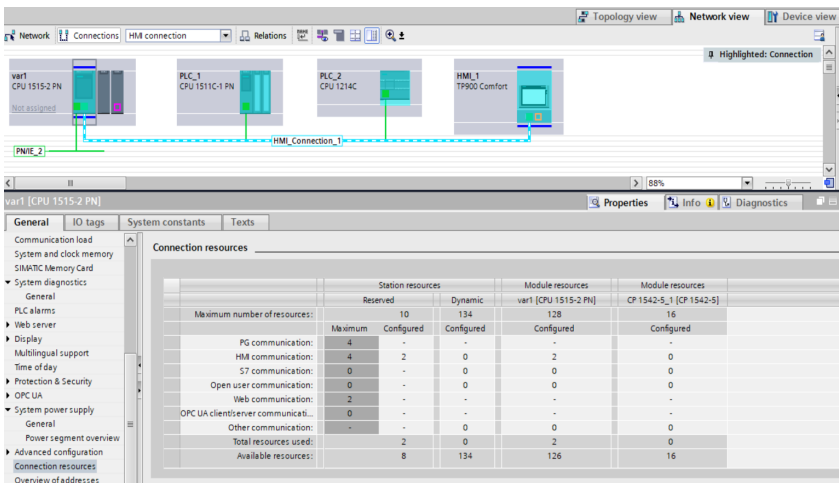 Topology view Network view Device view
Network Connections HMI connection Relations
Highlighted: Connection
var1 PLC_1 PLC_2 HMI_1
CPU 1515-2 PN CPU 1511C-1 PN CPU 1214C TP900 Comfort
Not assigned
HMI_Connection_1
PN/IE_2
88%
var1 [CPU 1515-2 PN] Properties Info Diagnostics
General IO tags System constants Texts
Communication load
System and clock memory
SIMATIC Memory Card
System diagnostics
General
PLC alarms
Web server
Display
Multilingual support
Time of day
Protection & Security
OPC UA
System power supply
General
Power segment overview
Advanced configuration
Connection resources
Overview of addresses
Connection resources
Station resources Module resources Module resources
Reserved Dynamic var1 [CPU 1515-2 PN] CP 1542-5_1 [CP 1542-5]
Maximum number of resources: 10 134 128 16
Maximum Configured Configured Configured Configured
PG communication: 4 - - - -
HMI communication: 4 2 0 2 0
S7 communication: 0 - 0 0 0
Open user communication: 0 - 0 0 0
Web communication: 2 - - - -
OPC UA client/server communicati... 0 - - - -
Other communication: - - 0 0 0
Total resources used: 2 0 2 0
Available resources: 8 134 126 16